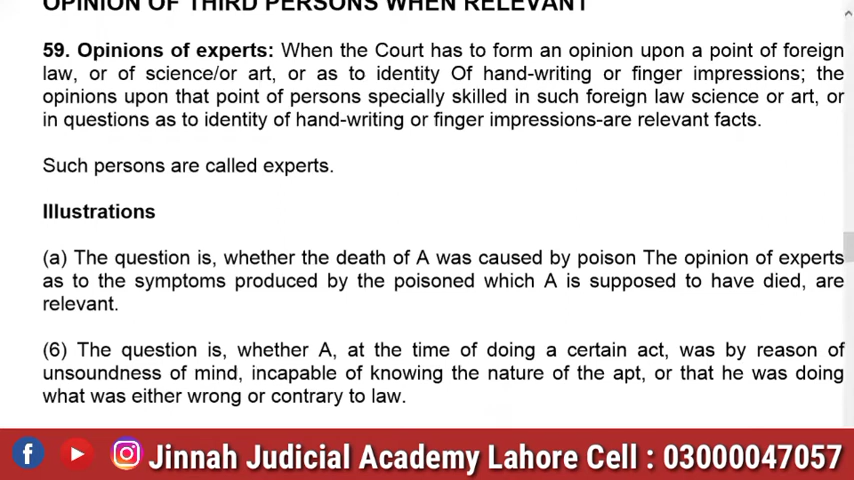 OPINION OF THIRD PERSONS WHEN RELEVANT
59. Opinions of experts: When the Court has to form an opinion upon a point of foreign
law, or of science/or art, or as to identity Of hand-writing or finger impressions; the
opinions upon that point of persons specially skilled in such foreign law science or art, or
in questions as to identity of hand-writing or finger impressions-are relevant facts.
Such persons are called experts.
Illustrations
(a) The question is, whether the death of A was caused by poison The opinion of experts
as to the symptoms produced by the poisoned which A is supposed to have died, are
relevant.
(6) The question is, whether A, at the time of doing a certain act, was by reason of
unsoundness of mind, incapable of knowing the nature of the apt, or that he was doing
what was either wrong or contrary to law.
Jinnah Judicial Academy Lahore Cell : 03000047057